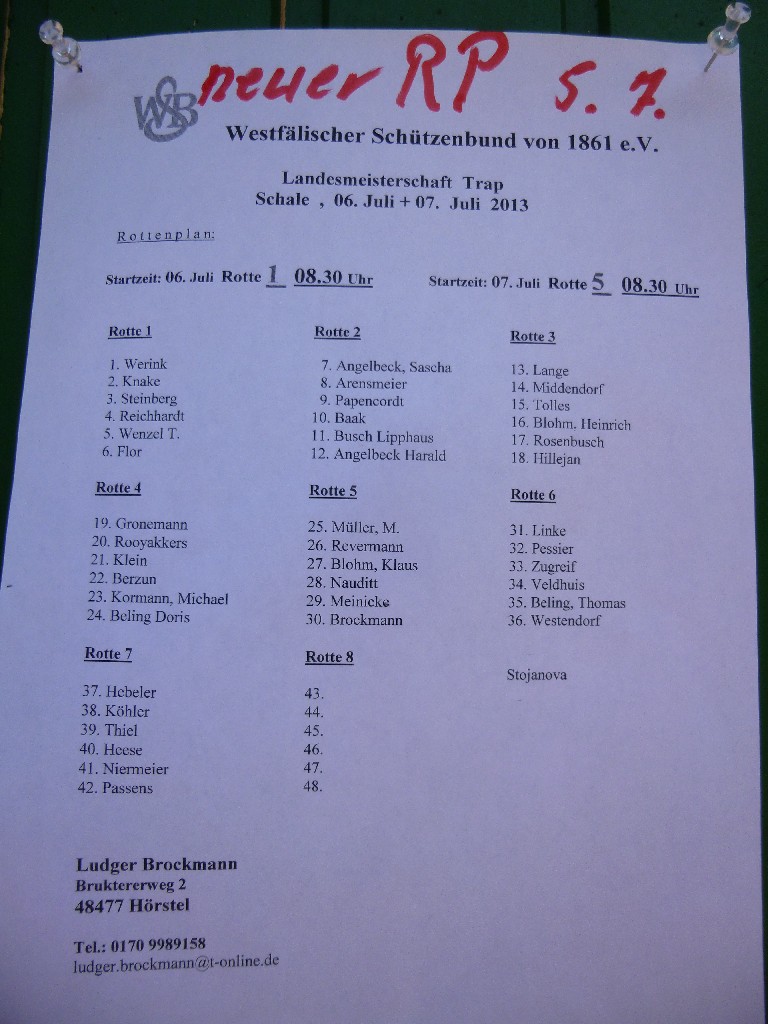 neuer RP 5. 7.
WSB
Westfälischer Schützenbund von 1861 e.V.
Landesmeisterschaft Trap
Schale , 06. Juli + 07. Juli 2013
Rottenplan:
Startzeit: 06. Juli Rotte 1 08.30 Uhr
Startzeit: 07. Juli Rotte 5 08.30 Uhr
Rotte 1
1. Werink
2. Knake
3. Steinberg
4. Reichhardt
5. Wenzel T.
6. Flor
Rotte 2
7. Angelbeck, Sascha
8. Arensmeier
9. Papencordt
10. Baak
11. Busch Lipphaus
12. Angelbeck Harald
Rotte 3
13. Lange
14. Middendorf
15. Tolles
16. Blohm, Heinrich
17. Rosenbusch
18. Hillejan
Rotte 4
19. Gronemann
20. Rooyakkers
21. Klein
22. Berzun
23. Kormann, Michael
24. Beling Doris
Rotte 5
25. Müller, M.
26. Revermann
27. Blohm, Klaus
28. Nauditt
29. Meinicke
30. Brockmann
Rotte 6
31. Linke
32. Pessier
33. Zugreif
34. Veldhuis
35. Beling, Thomas
36. Westendorf
Rotte 7
37. Hebeler
38. Köhler
39. Thiel
40. Heese
41. Niermeier
42. Passens
Rotte 8
43.
44.
45.
46.
47.
48.
Stojanova
Ludger Brockmann
Bruktererweg 2
48477 Hörstel
Tel.: 0170 9989158
ludger.brockmann@t-online.de